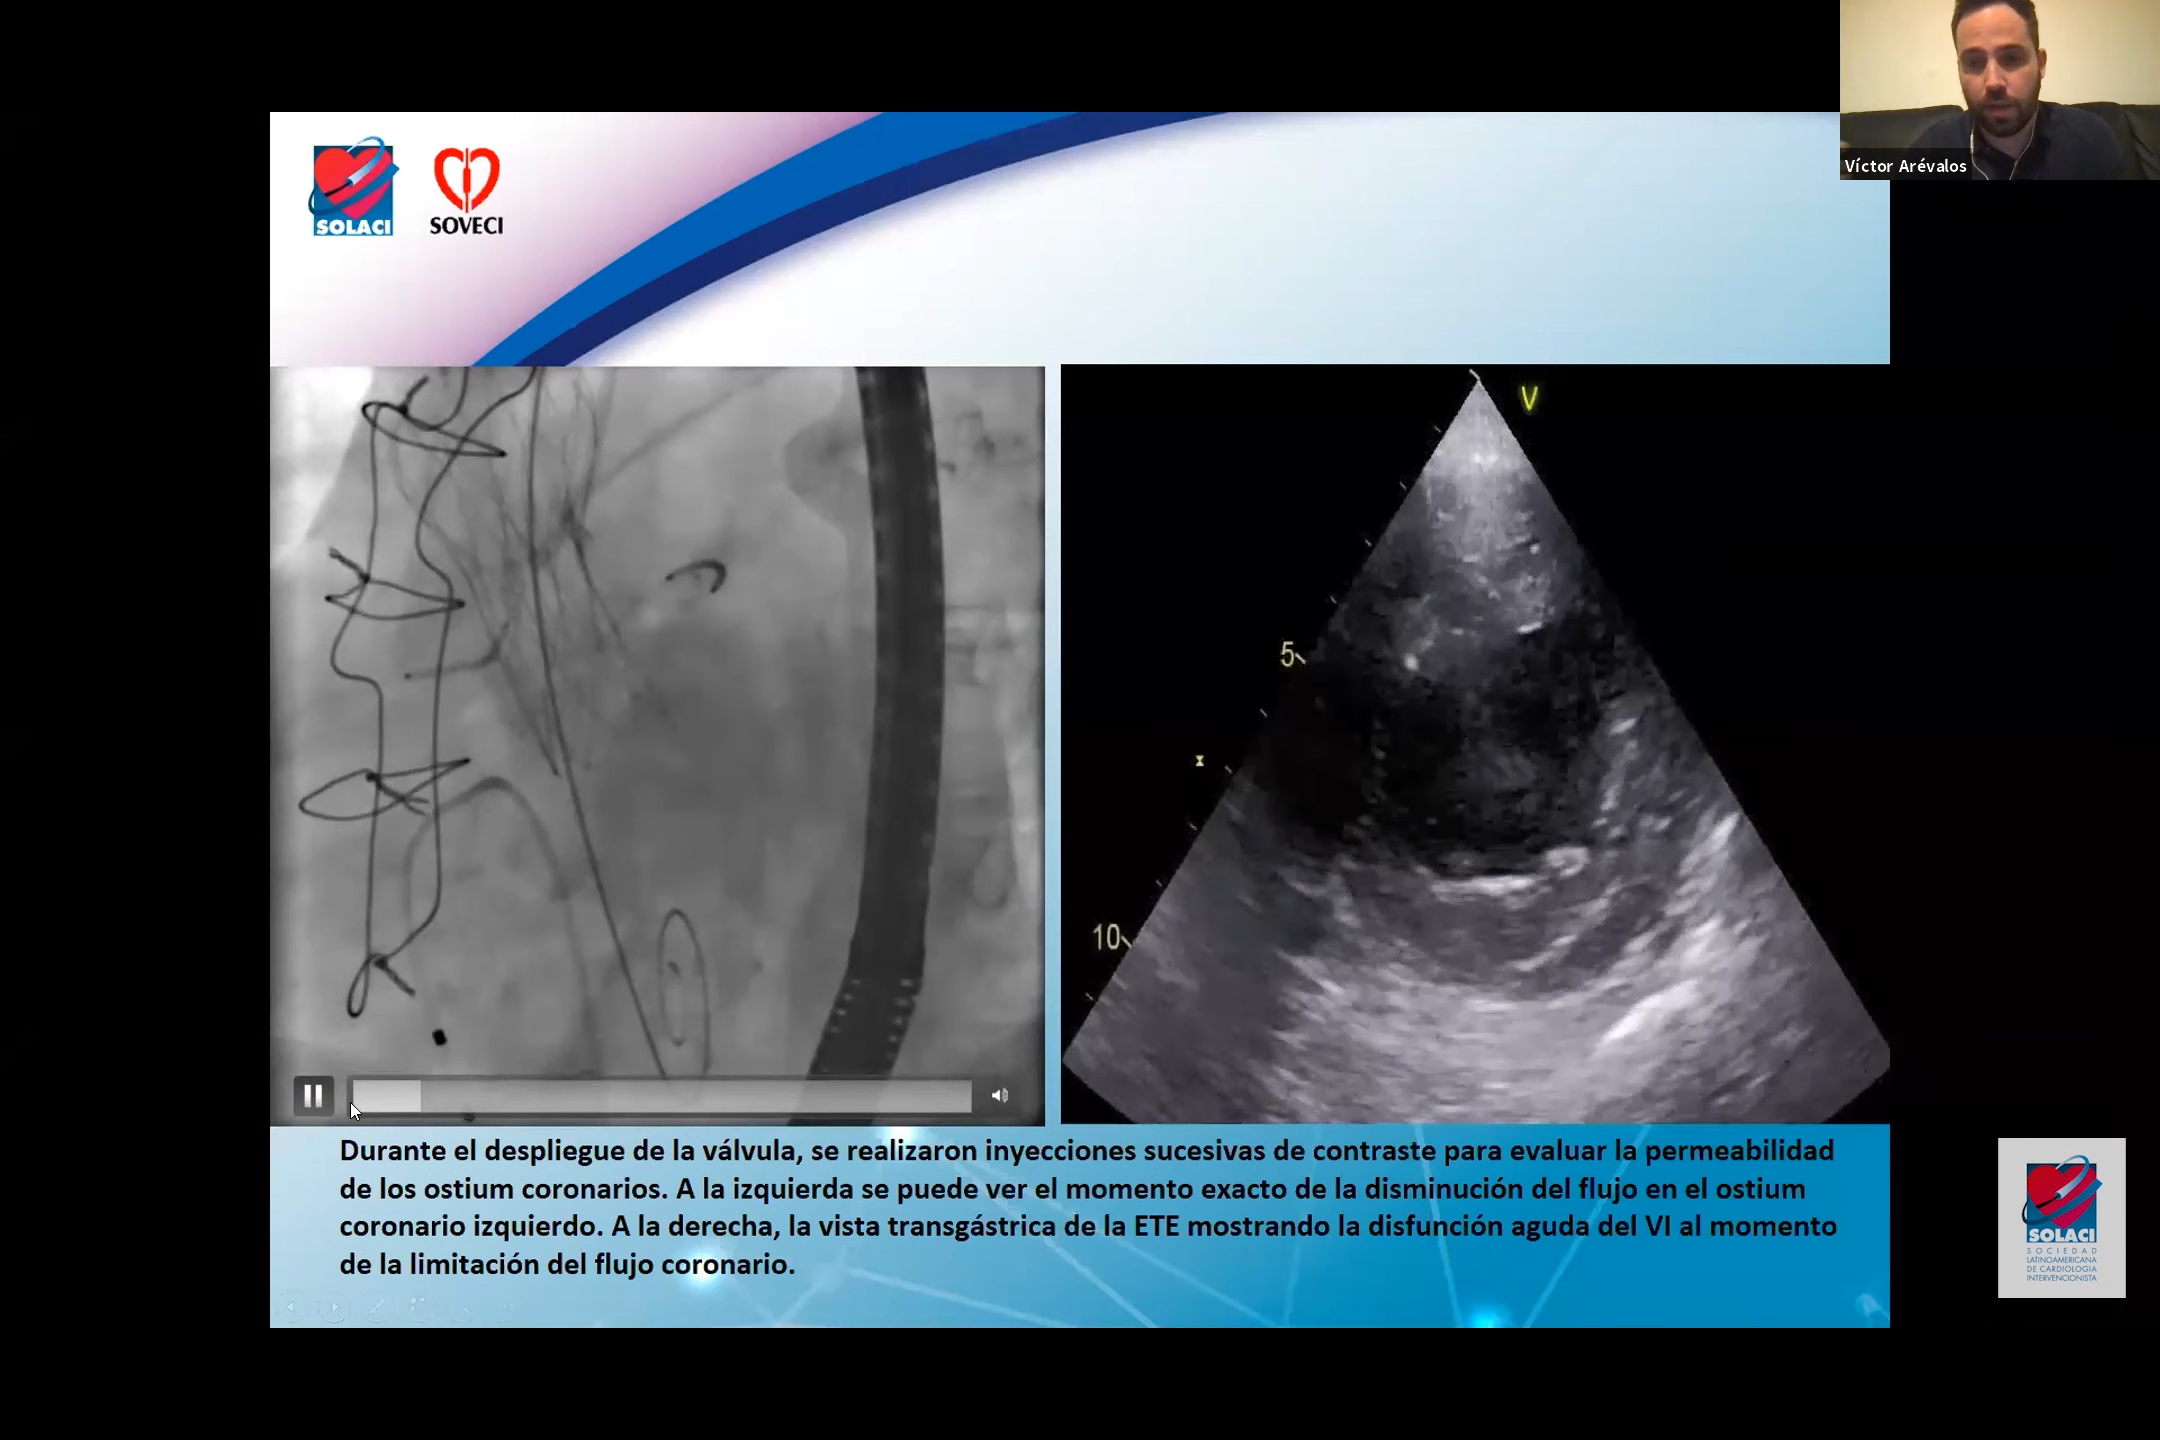 Víctor Arévalos
SOLACI
SOVECI
V
5
10
Durante el despliegue de la válvula, se realizaron inyecciones sucesivas de contraste para evaluar la permeabilidad
de los ostium coronarios. A la izquierda se puede ver el momento exacto de la disminución del flujo en el ostium
coronario izquierdo. A la derecha, la vista transgástrica de la ETE mostrando la disfunción aguda del VI al momento
de la limitación del flujo coronario.
SOLACI
SOCIEDAD
LATINOAMERICANA
DE CARDIOLOGIA
INTERVENCIONISTA